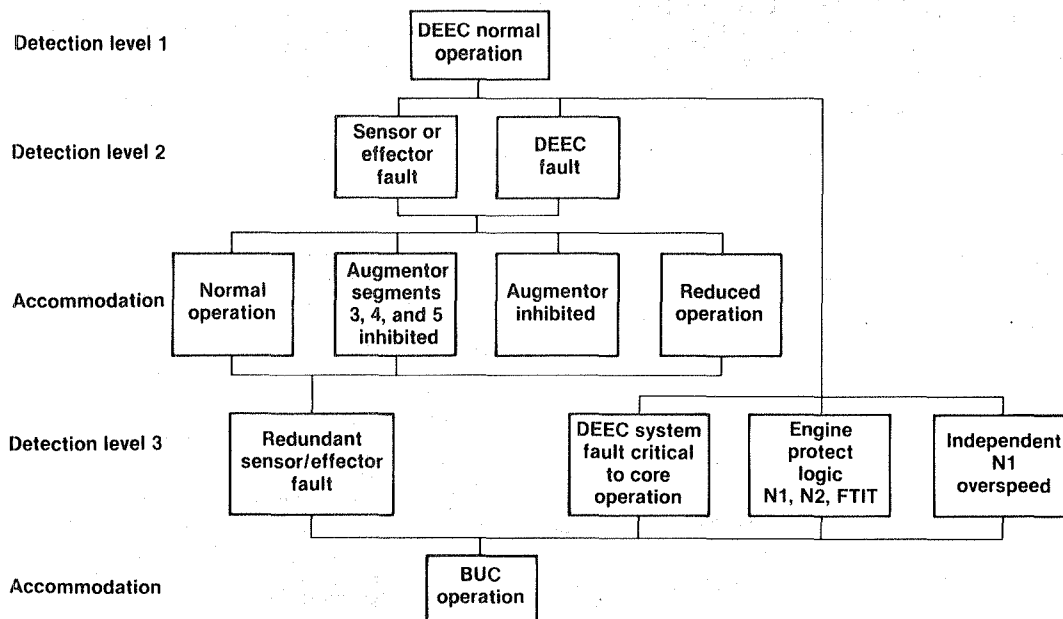 Detection level 1
DEEC normal
operation
Detection level 2
Sensor or
effector
fault
DEEC
fault
Accommodation
Normal
operation
Augmentor
segments
3, 4, and 5
inhibited
Augmentor
inhibited
Reduced
operation
Detection level 3
Redundant
sensor/effector
fault
DEEC system
fault critical
to core
operation
Engine
protect
logic
N1, N2, FTIT
Independent
N1
overspeed
Accommodation
BUC
operation